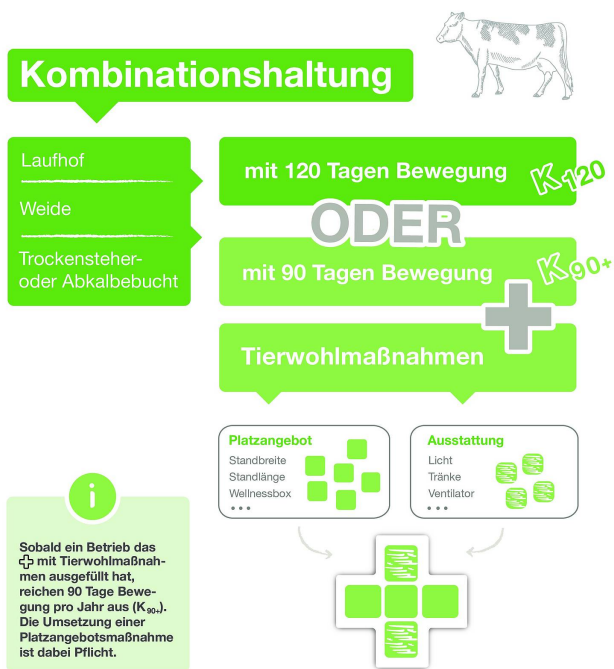 Kombinationshaltung
Laufhof
Weide
Trockensteher-
oder Abkalbebucht
mit 120 Tagen Bewegung
K120
ODER
mit 90 Tagen Bewegung
K90+
Tierwohlmaßnahmen
Platzangebot
Standbreite
Standlänge
Wellnessbox
...
Ausstattung
Licht
Tränke
Ventilator
...
i
Sobald ein Betrieb das
mit Tierwohlmaßnah-
men ausgefüllt hat,
reichen 90 Tage Bewe-
gung pro Jahr aus (K90+).
Die Umsetzung einer
Platzangebotsmaßnahme
ist dabei Pflicht.